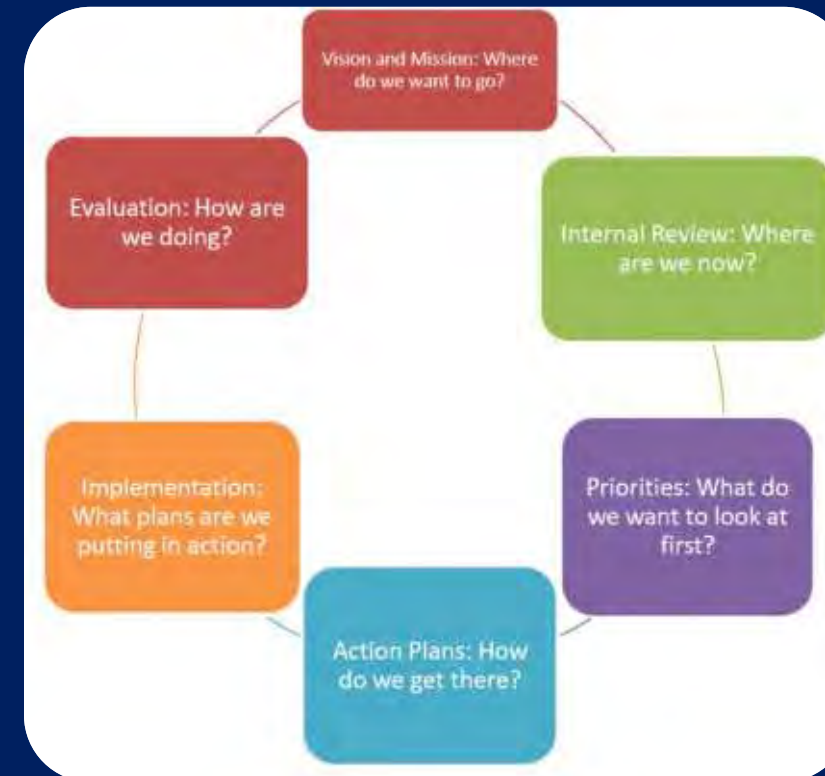 Vision and Mission: Where
do we want to go?
Internal Review: Where
are we now?
Priorities: What do
we want to look at
first?
Action Plans: How
do we get there?
Implementation:
What plans are we
putting in action?
Evaluation: How are
we doing?